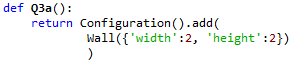 def Q3a():
    return Configuration().add(
            Wall({'width':2, 'height':2})
            )